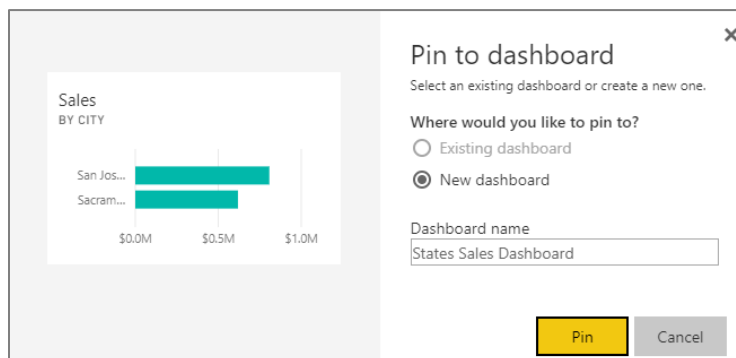 Sales
BY CITY
San Jos...
Sacram...
$0.0M $0.5M $1.0M
Pin to dashboard
Select an existing dashboard or create a new one.
Where would you like to pin to?
Existing dashboard
New dashboard
Dashboard name
States Sales Dashboard
Pin Cancel